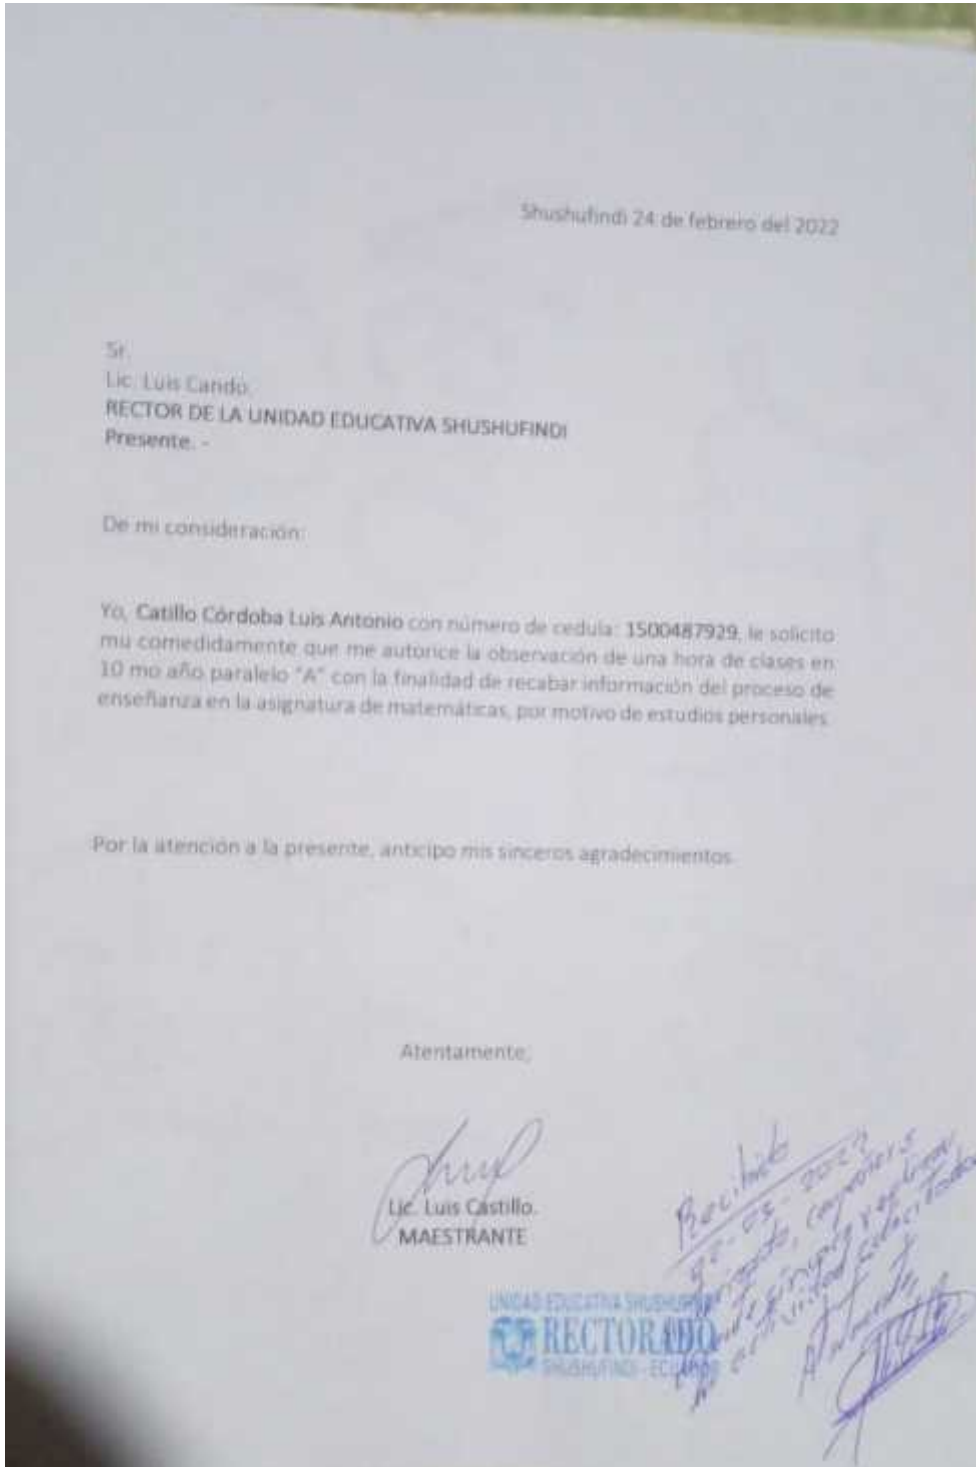 Shushufindi 24 de febrero del 2022
Sr.
Lic. Luis Cando.
RECTOR DE LA UNIDAD EDUCATIVA SHUSHUFINDI
Presente. -
De mi consideración:
Yo, Catillo Córdoba Luis Antonio con número de cedula: 1500487929, le solicito
mu comedidamente que me autorice la observación de una hora de clases en
10 mo año paralelo "A" con la finalidad de recabar información del proceso de
enseñanza en la asignatura de matemáticas, por motivo de estudios personales.
Por la atención a la presente, anticipo mis sinceros agradecimientos.
Atentamente,
Lic. Luis Castillo.
MAESTRANTE
Recibido
UNIDAD EDUCATIVA SHUSHUFINDI
RECTORADO
SHUSHUFINDI - ECUADOR